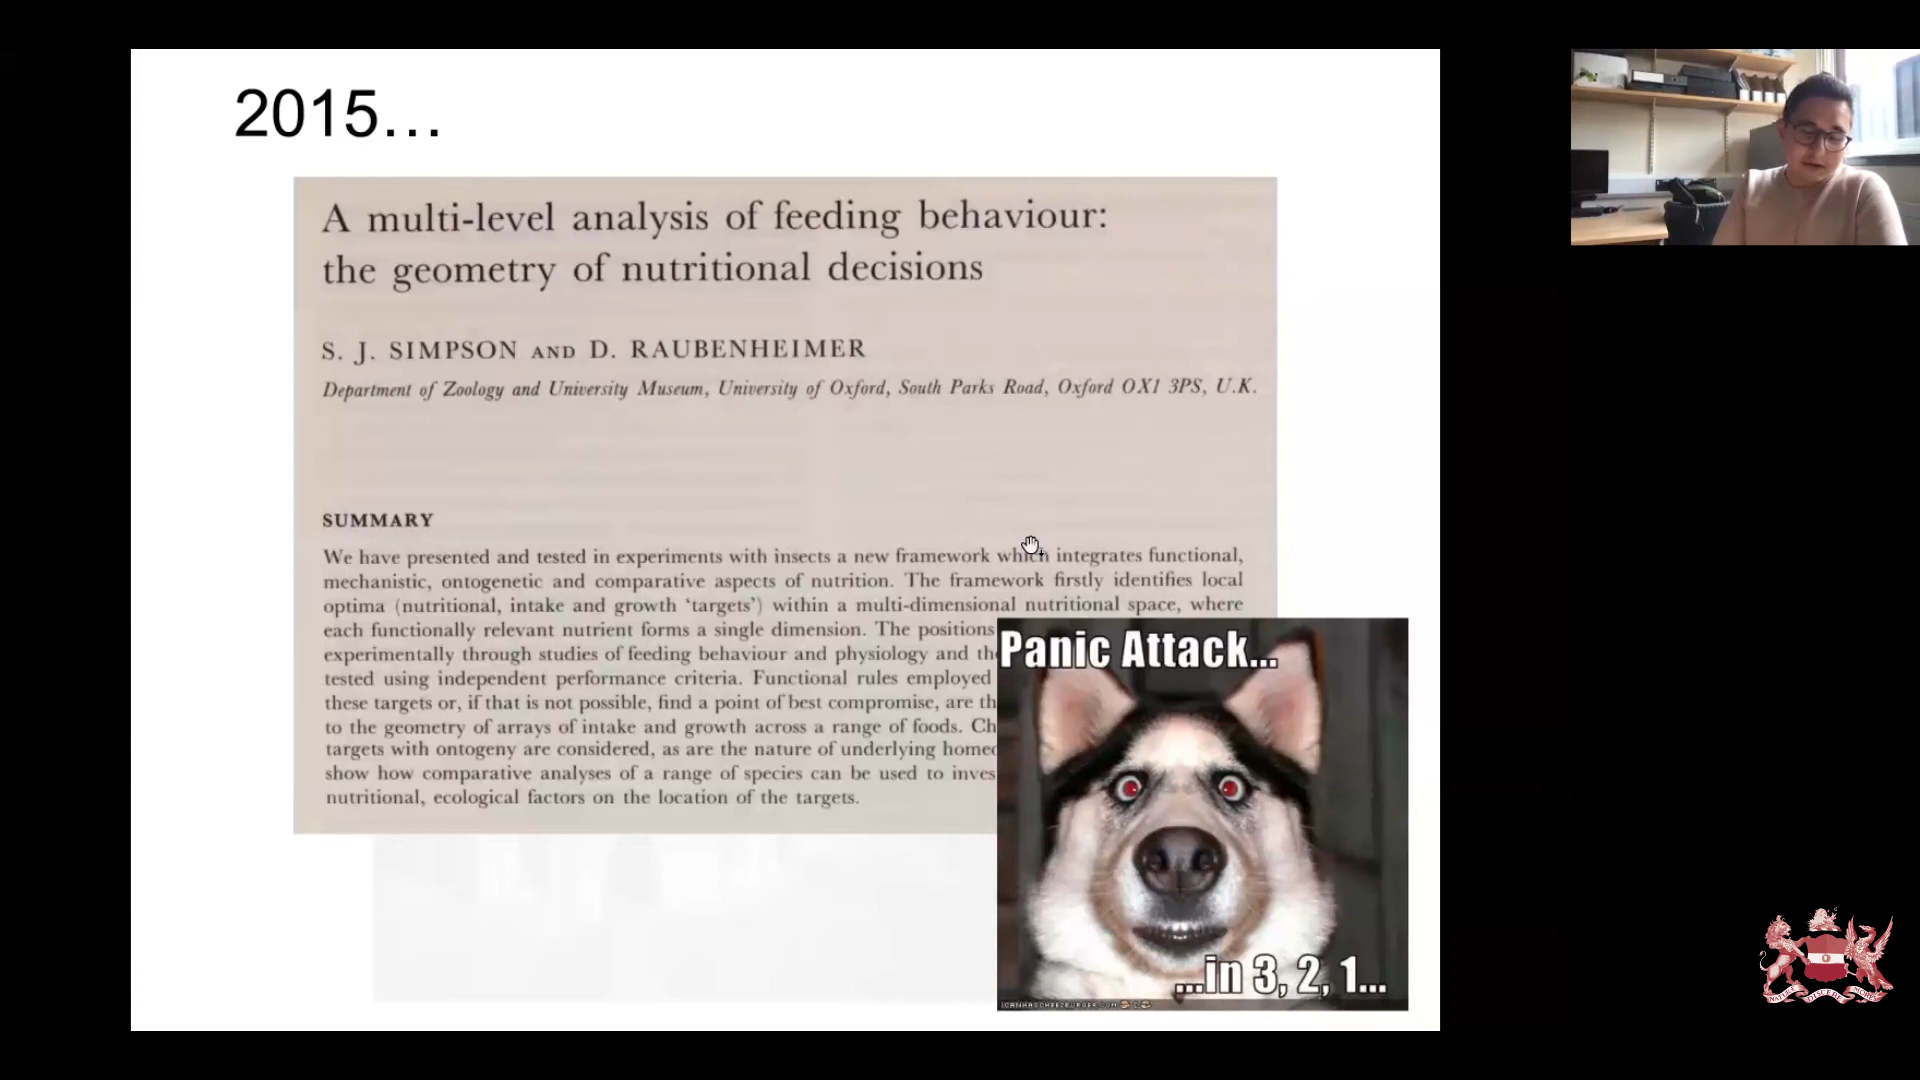 2015…
A multi-level analysis of feeding behaviour:
the geometry of nutritional decisions
S. J. SIMPSON AND D. RAUBENHEIMER
Department of Zoology and University Museum, University of Oxford, South Parks Road, Oxford OX1 3PS, U.K.
SUMMARY
We have presented and tested in experiments with insects a new framework which integrates functional,
mechanistic, ontogenetic and comparative aspects of nutrition. The framework firstly identifies local
optima (nutritional, intake and growth ‘targets’) within a multi-dimensional nutritional space, where
each functionally relevant nutrient forms a single dimension. The positions
experimentally through studies of feeding behaviour and physiology and
tested using independent performance criteria. Functional rules employed
these targets or, if that is not possible, find a point of best compromise, are
to the geometry of arrays of intake and growth across a range of foods.
targets with ontogeny are considered, as are the nature of underlying
show how comparative analyses of a range of species can be used to
nutritional, ecological factors on the location of the targets.
Panic Attack...
...in 3, 2, 1...
ICANHASCHEEZBURGER.COM